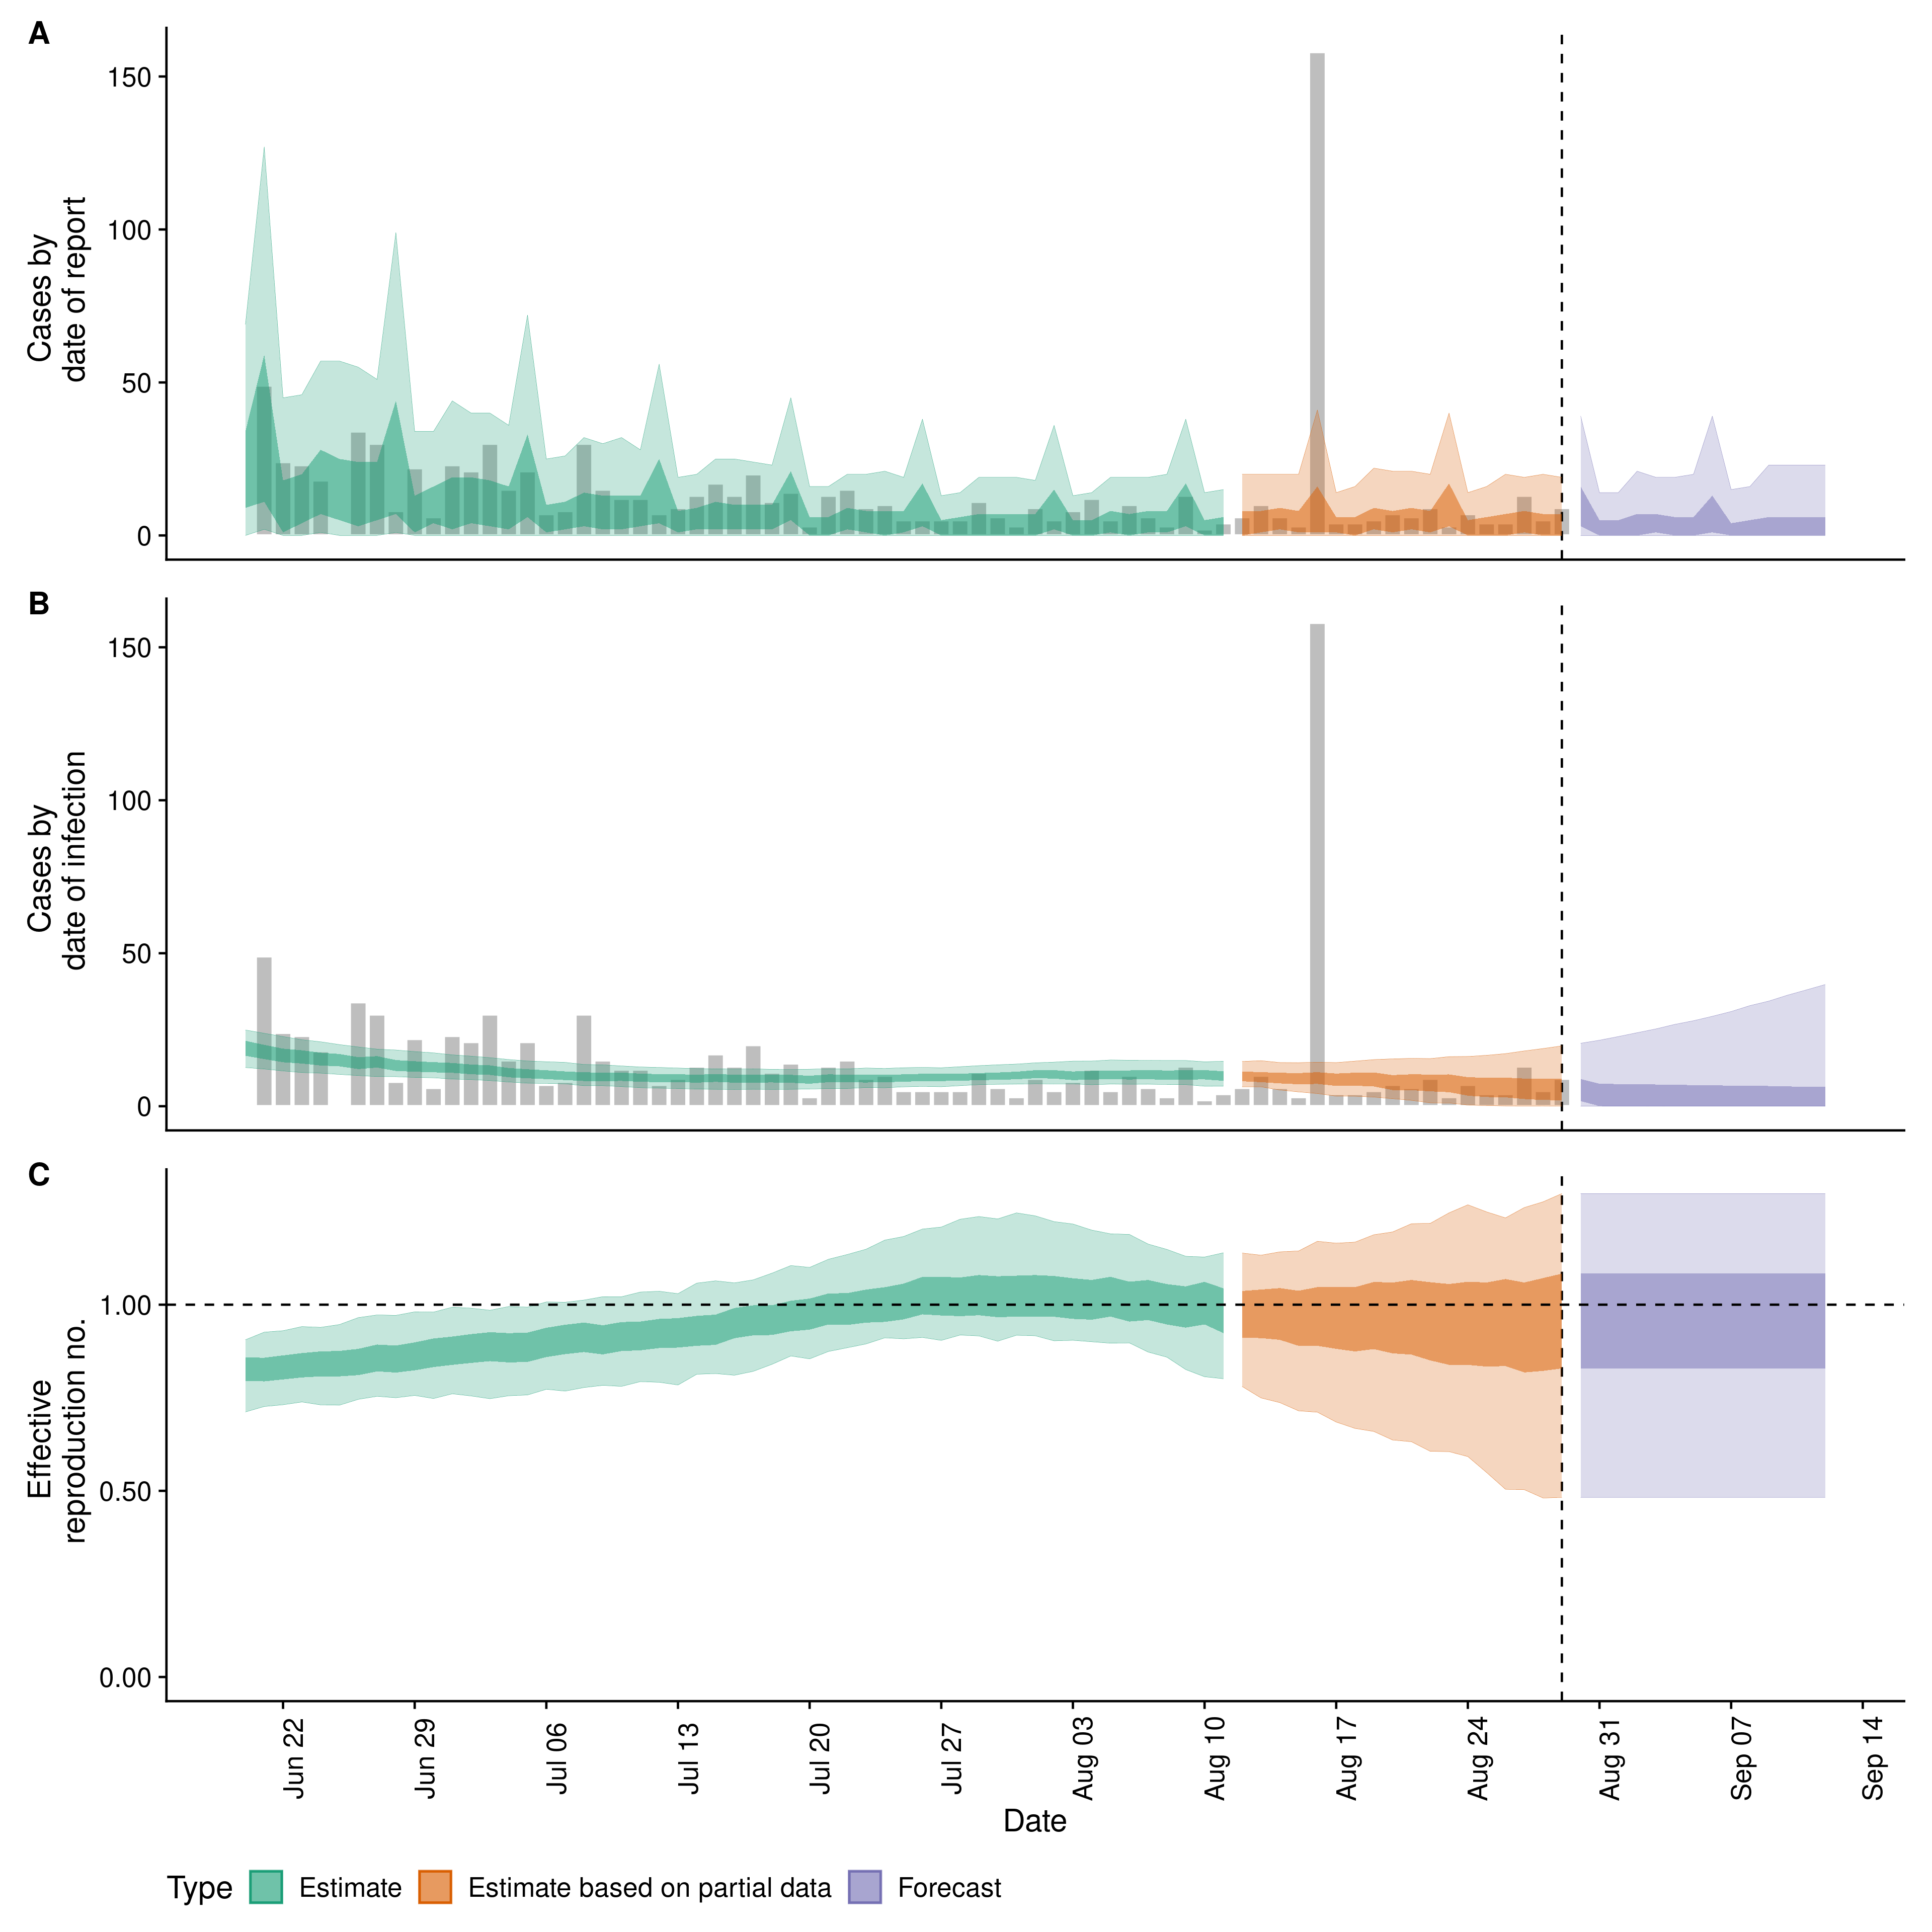 A
150
100
50
0
Cases by
date of report
B
150
100
50
0
Cases by
date of infection
C
1.00
0.50
0.00
Effective
reproduction no.
Jun 22
Jun 29
Jul 06
Jul 13
Jul 20
Jul 27
Aug 03
Aug 10
Aug 17
Aug 24
Aug 31
Sep 07
Sep 14
Date
Type Estimate Estimate based on partial data Forecast